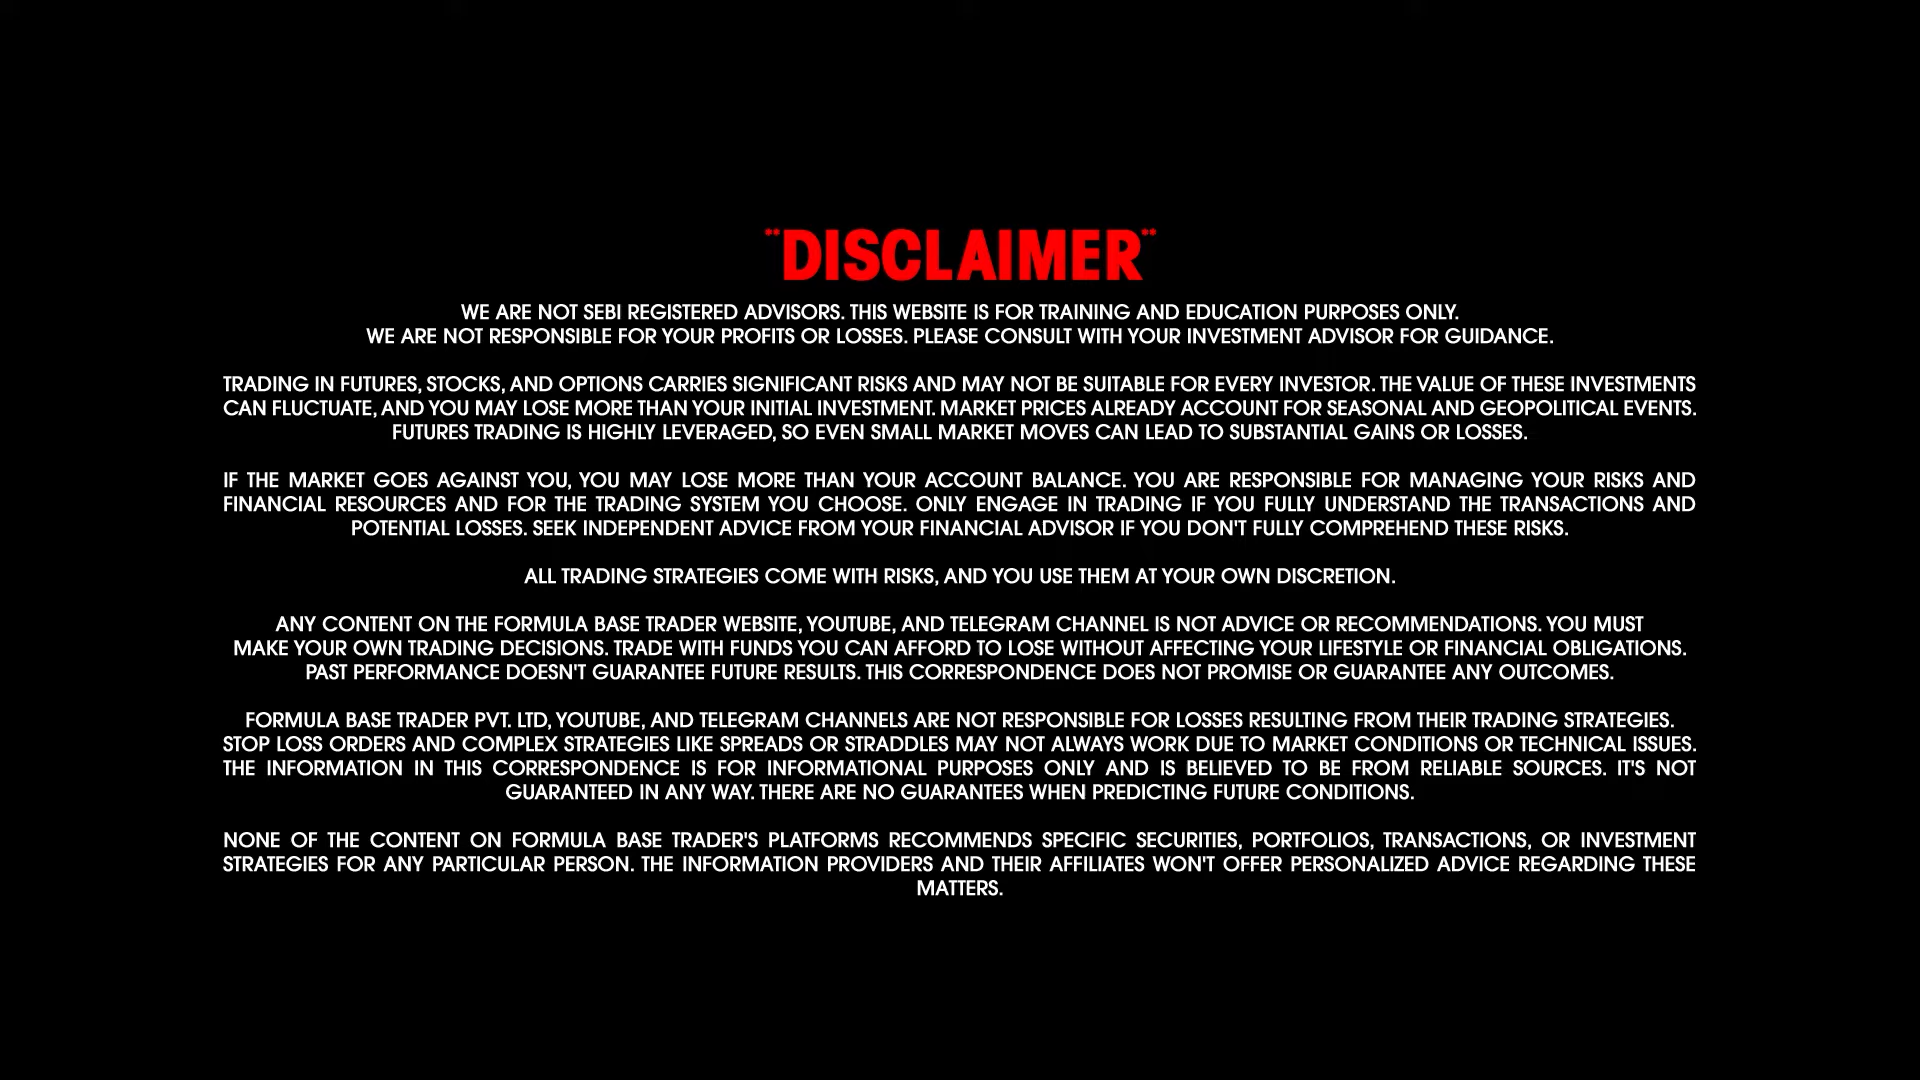 ¨DISCLAIMER¨
WE ARE NOT SEBI REGISTERED ADVISORS. THIS WEBSITE IS FOR TRAINING AND EDUCATION PURPOSES ONLY.
WE ARE NOT RESPONSIBLE FOR YOUR PROFITS OR LOSSES. PLEASE CONSULT WITH YOUR INVESTMENT ADVISOR FOR GUIDANCE.
TRADING IN FUTURES, STOCKS, AND OPTIONS CARRIES SIGNIFICANT RISKS AND MAY NOT BE SUITABLE FOR EVERY INVESTOR. THE VALUE OF THESE INVESTMENTS
CAN FLUCTUATE, AND YOU MAY LOSE MORE THAN YOUR INITIAL INVESTMENT. MARKET PRICES ALREADY ACCOUNT FOR SEASONAL AND GEOPOLITICAL EVENTS.
FUTURES TRADING IS HIGHLY LEVERAGED, SO EVEN SMALL MARKET MOVES CAN LEAD TO SUBSTANTIAL GAINS OR LOSSES.
IF THE MARKET GOES AGAINST YOU, YOU MAY LOSE MORE THAN YOUR ACCOUNT BALANCE. YOU ARE RESPONSIBLE FOR MANAGING YOUR RISKS AND
FINANCIAL RESOURCES AND FOR THE TRADING SYSTEM YOU CHOOSE. ONLY ENGAGE IN TRADING IF YOU FULLY UNDERSTAND THE TRANSACTIONS AND
POTENTIAL LOSSES. SEEK INDEPENDENT ADVICE FROM YOUR FINANCIAL ADVISOR IF YOU DON'T FULLY COMPREHEND THESE RISKS.
ALL TRADING STRATEGIES COME WITH RISKS, AND YOU USE THEM AT YOUR OWN DISCRETION.
ANY CONTENT ON THE FORMULA BASE TRADER WEBSITE, YOUTUBE, AND TELEGRAM CHANNEL IS NOT ADVICE OR RECOMMENDATIONS. YOU MUST
MAKE YOUR OWN TRADING DECISIONS. TRADE WITH FUNDS YOU CAN AFFORD TO LOSE WITHOUT AFFECTING YOUR LIFESTYLE OR FINANCIAL OBLIGATIONS.
PAST PERFORMANCE DOESN'T GUARANTEE FUTURE RESULTS. THIS CORRESPONDENCE DOES NOT PROMISE OR GUARANTEE ANY OUTCOMES.
FORMULA BASE TRADER PVT. LTD, YOUTUBE, AND TELEGRAM CHANNELS ARE NOT RESPONSIBLE FOR LOSSES RESULTING FROM THEIR TRADING STRATEGIES.
STOP LOSS ORDERS AND COMPLEX STRATEGIES LIKE SPREADS OR STRADDLES MAY NOT ALWAYS WORK DUE TO MARKET CONDITIONS OR TECHNICAL ISSUES.
THE INFORMATION IN THIS CORRESPONDENCE IS FOR INFORMATIONAL PURPOSES ONLY AND IS BELIEVED TO BE FROM RELIABLE SOURCES. IT'S NOT
GUARANTEED IN ANY WAY. THERE ARE NO GUARANTEES WHEN PREDICTING FUTURE CONDITIONS.
NONE OF THE CONTENT ON FORMULA BASE TRADER'S PLATFORMS RECOMMENDS SPECIFIC SECURITIES, PORTFOLIOS, TRANSACTIONS, OR INVESTMENT
STRATEGIES FOR ANY PARTICULAR PERSON. THE INFORMATION PROVIDERS AND THEIR AFFILIATES WON'T OFFER PERSONALIZED ADVICE REGARDING THESE
MATTERS.